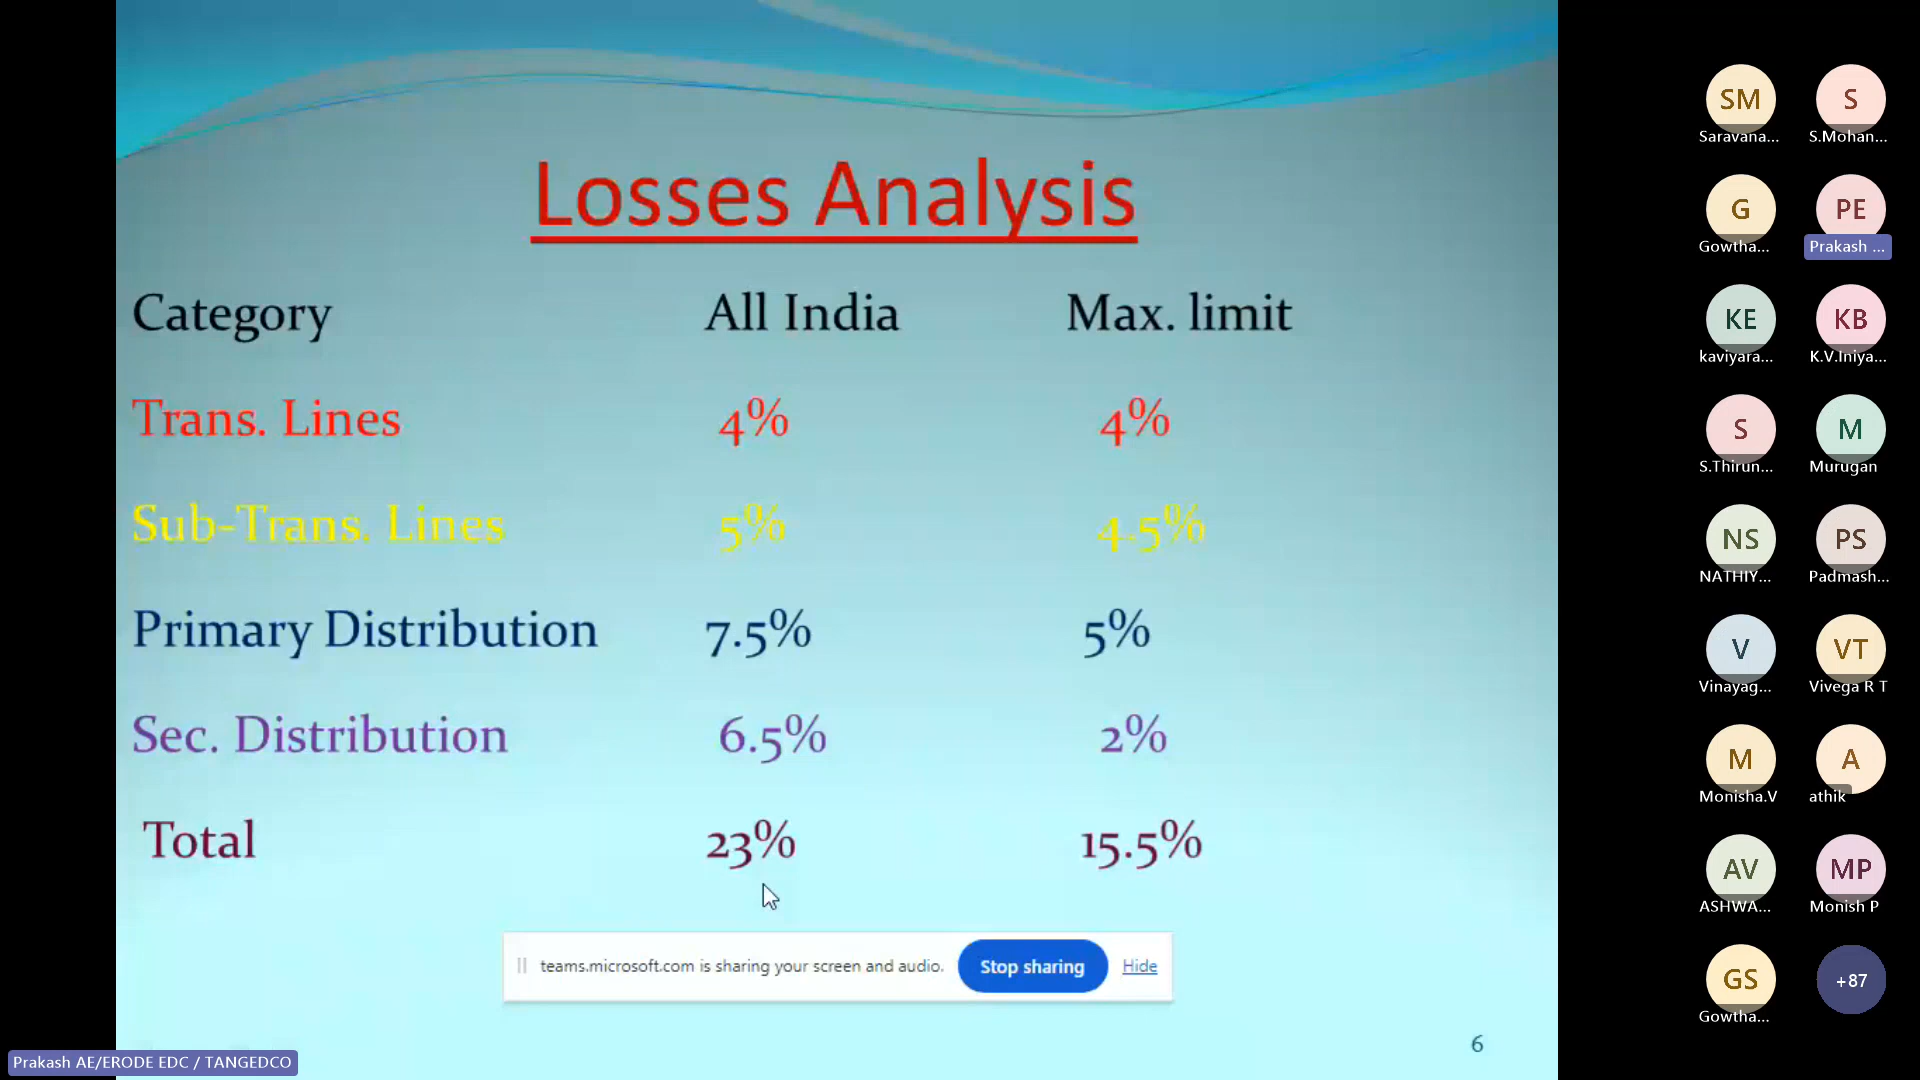 Losses Analysis
Category All India Max. limit
Trans. Lines 4% 4%
Sub-Trans. Lines 5% 4.5%
Primary Distribution 7.5% 5%
Sec. Distribution 6.5% 2%
Total 23% 15.5%
teams.microsoft.com is sharing your screen and audio. Stop sharing Hide
6
Prakash AE/ERODE EDC / TANGEDCO
SM S
Saravana... S.Mohan...
G PE
Gowtha... Prakash ...
KE KB
kaviyara... K.V.Iniya...
S M
S.Thirun... Murugan
NS PS
NATHIY... Padmash...
V VT
Vinayag... Vivega R T
M A
Monisha.V athik
AV MP
ASHWA... Monish P
GS +87
Gowtha...